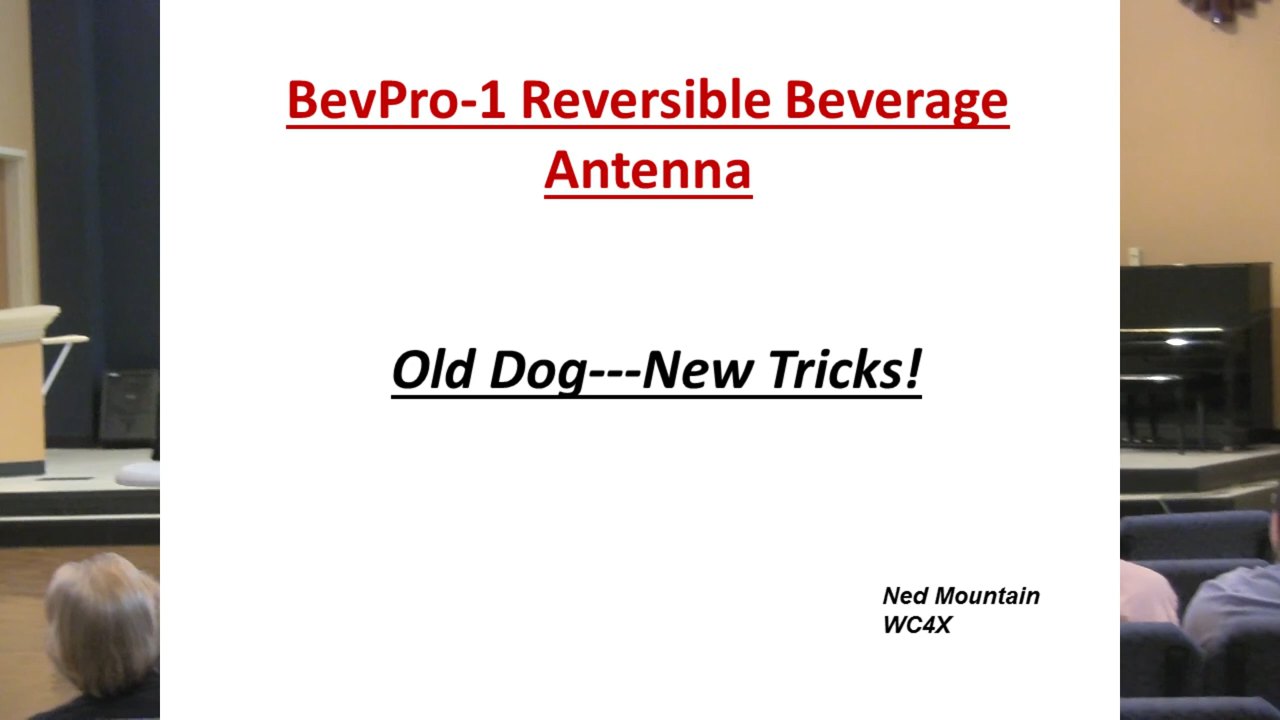 BevPro-1 Reversible Beverage
Antenna
Old Dog---New Tricks!
Ned Mountain
WC4X